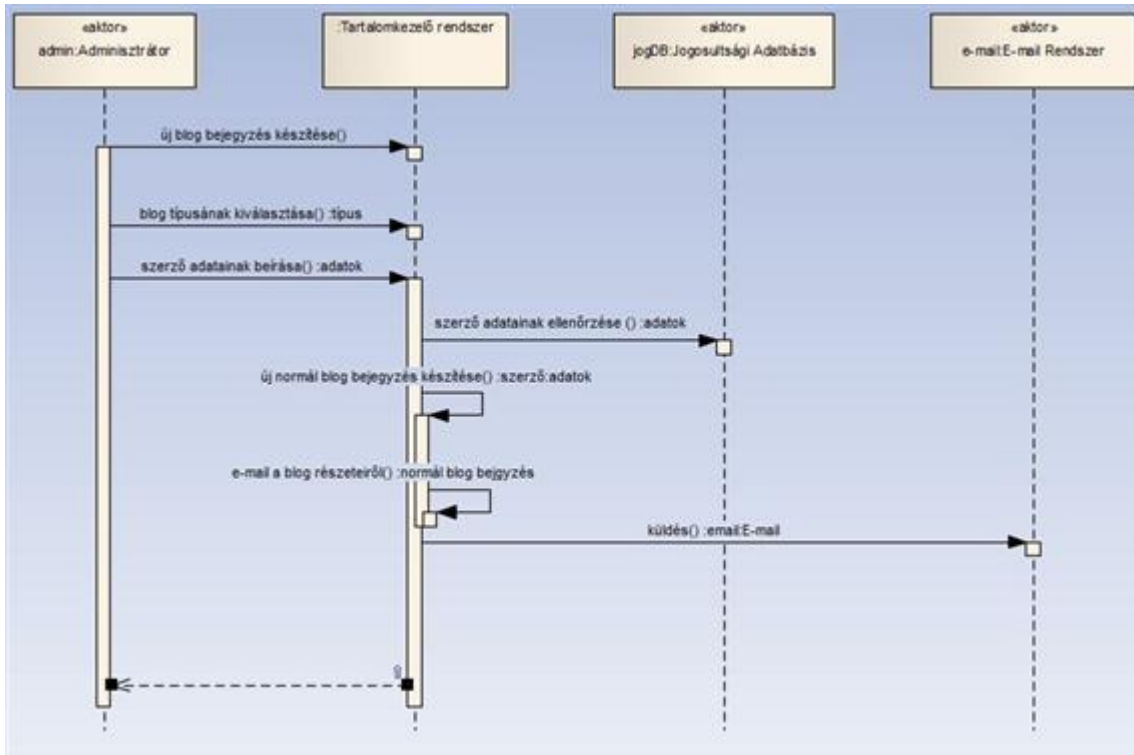 «aktor»
admin:Adminisztrátor
:Tartalomkezelő rendszer
«aktor»
jogDB:Jogosultsági Adatbázis
«aktor»
e-mail:E-mail Rendszer
új blog bejegyzés készítése()
blog típusának kiválasztása() :típus
szerző adatainak beírása() :adatok
szerző adatainak ellenőrzése () :adatok
új normál blog bejegyzés készítése() :szerző:adatok
e-mail a blog részeteiről() :normál blog bejgyzés
küldés() :email:E-mail